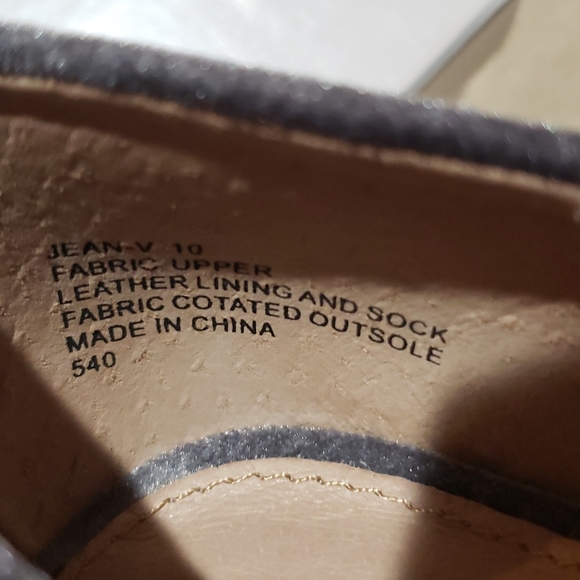 JEAN-V 10
FABRIC UPPER
LEATHER LINING AND SOCK
FABRIC COTATED OUTSOLE
MADE IN CHINA
540